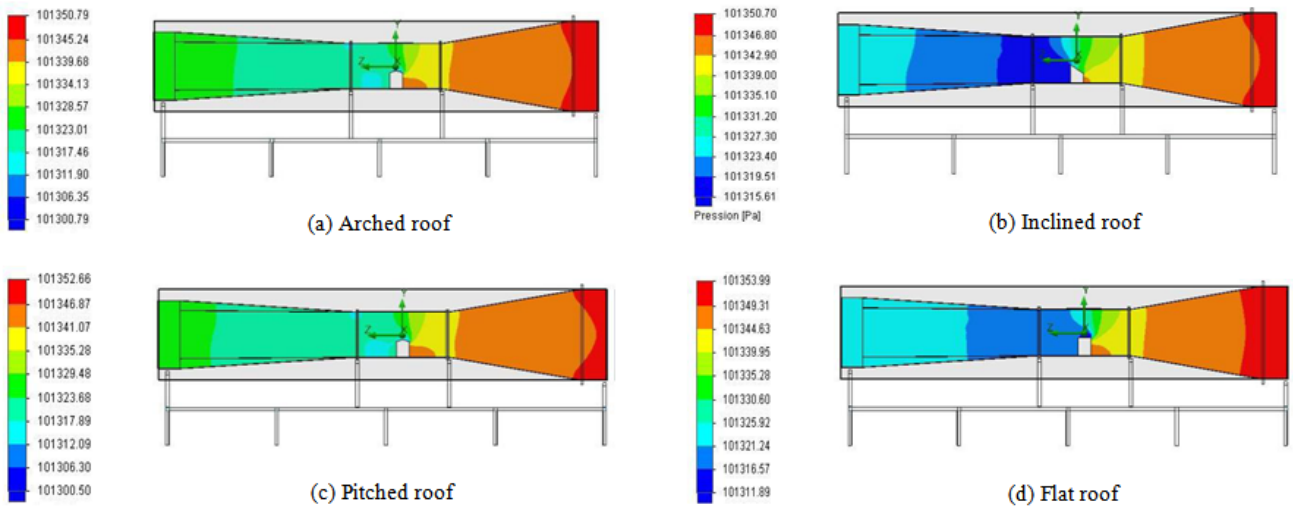 101350.79
101345.24
101339.68
101334.13
101328.57
101323.01
101317.46
101311.90
101306.35
101300.79
Y
Z
X
(a) Arched roof
101350.70
101346.80
101342.90
101339.00
101335.10
101331.20
101327.30
101323.40
101319.51
101315.61
Pression [Pa]
Y
Z
X
(b) Inclined roof
101352.66
101346.87
101341.07
101335.28
101329.48
101323.68
101317.89
101312.09
101306.30
101300.50
Y
Z
X
(c) Pitched roof
101353.99
101349.31
101344.63
101339.95
101335.28
101330.60
101325.92
101321.24
101316.57
101311.89
Y
Z
(d) Flat roof